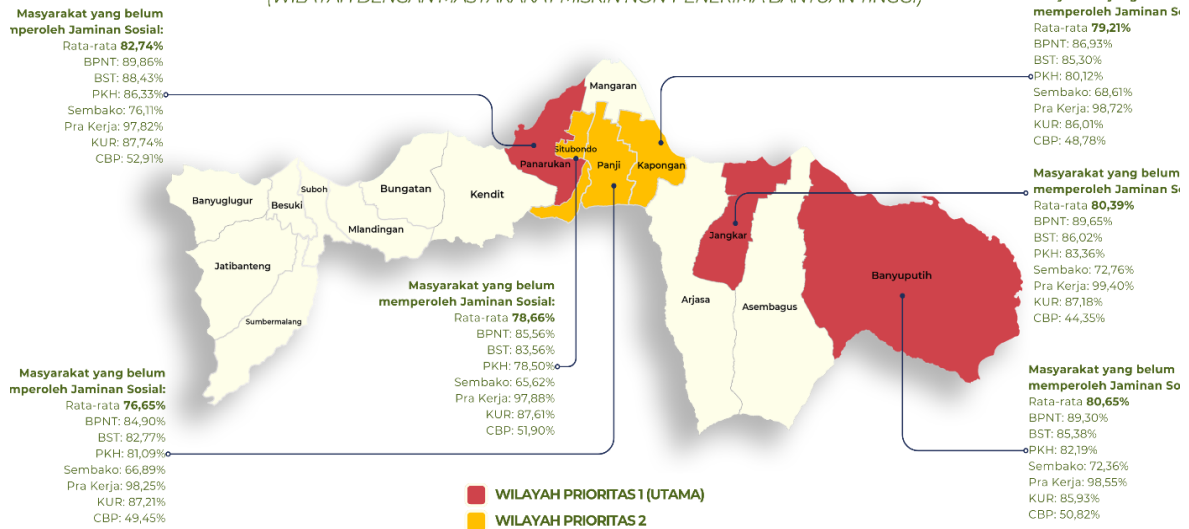 (WILAYAH DENGAN MASYARAKAT MISKIN NON-PENERIMA BANTUAN TINGGI)
Masyarakat yang belum
mperoleh Jaminan Sosial:
Rata-rata 82,74%
BPNT: 89,86%
BST: 88,43%
PKH: 86,33%
Sembako: 76,11%
Pra Kerja: 97,82%
KUR: 87,74%
CBP: 52,91%
memperoleh Jaminan So
Rata-rata 79,21%
BPNT: 86,93%
BST: 85,30%
PKH: 80,12%
Sembako: 68,61%
Pra Kerja: 98,72%
KUR: 86,01%
CBP: 48,78%
Masyarakat yang belum
memperoleh Jaminan So
Rata-rata 80,39%
BPNT: 89,65%
BST: 86,02%
PKH: 83,36%
Sembako: 72,76%
Pra Kerja: 99,40%
KUR: 87,18%
CBP: 44,35%
Mangaran
Situbondo
Panarukan
Panji
Kapongan
Suboh
Bungatan
Kendit
Banyuglugur
Besuki
Mlandingan
Jatibanteng
Sumbermalang
Jangkar
Banyuputih
Arjasa
Asembagus
Masyarakat yang belum
memperoleh Jaminan Sosial:
Rata-rata 78,66%
BPNT: 85,56%
BST: 83,56%
PKH: 78,50%
Sembako: 65,62%
Pra Kerja: 97,88%
KUR: 87,61%
CBP: 51,90%
Masyarakat yang belum
mperoleh Jaminan Sosial:
Rata-rata 76,65%
BPNT: 84,90%
BST: 82,77%
PKH: 81,09%
Sembako: 66,89%
Pra Kerja: 98,25%
KUR: 87,21%
CBP: 49,45%
Masyarakat yang belum
memperoleh Jaminan So
Rata-rata 80,65%
BPNT: 89,30%
BST: 85,38%
PKH: 82,19%
Sembako: 72,36%
Pra Kerja: 98,55%
KUR: 85,93%
CBP: 50,82%
WILAYAH PRIORITAS 1 (UTAMA)
WILAYAH PRIORITAS 2